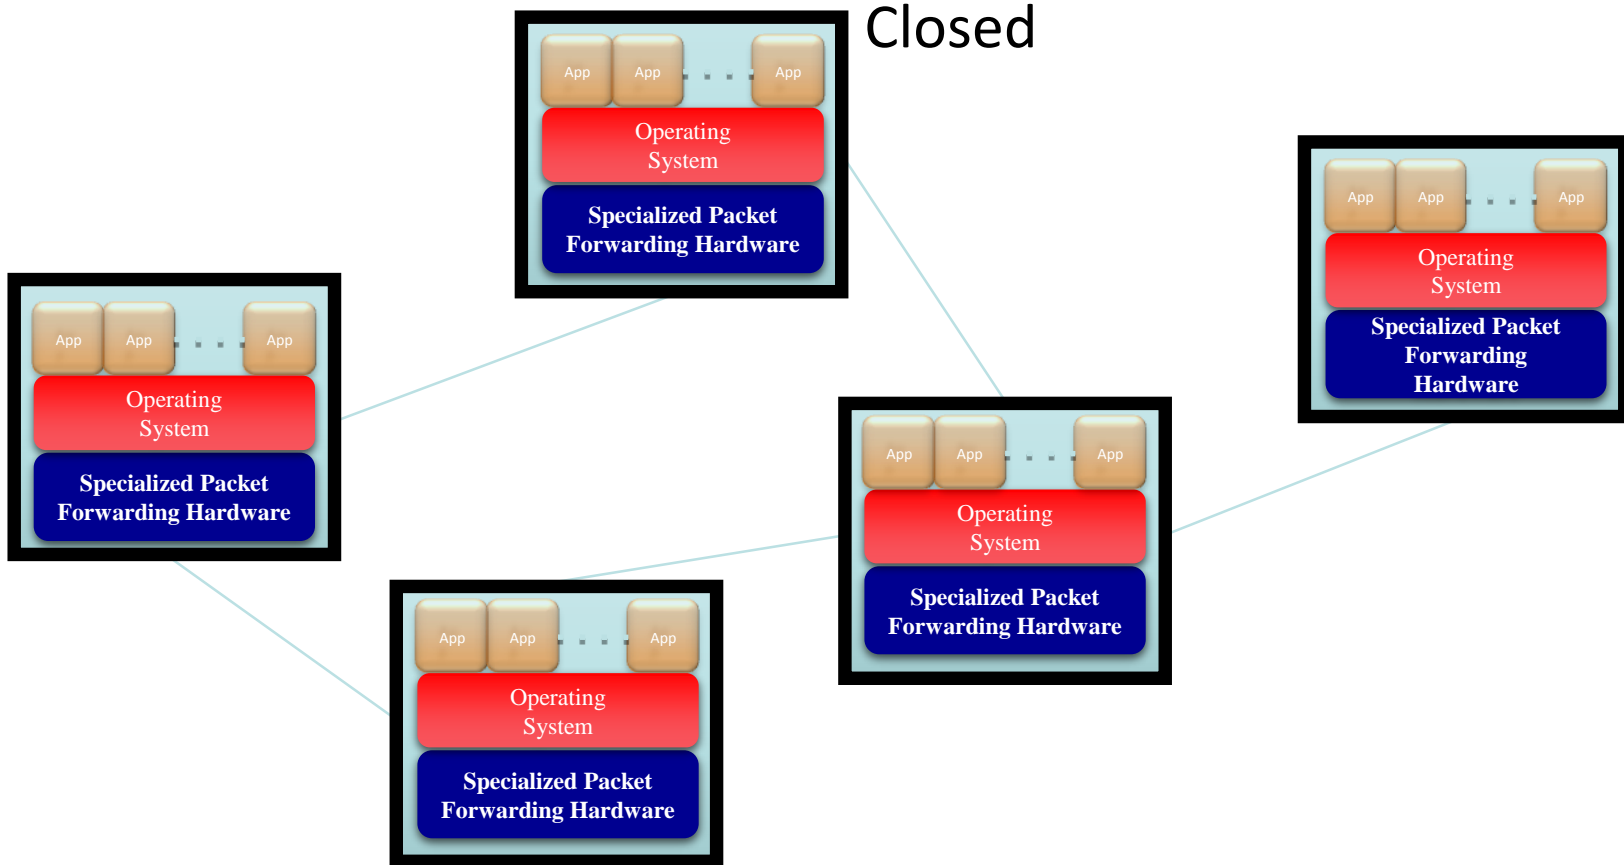 Closed
App App App
Operating
System
Specialized Packet
Forwarding Hardware
App App App
Operating
System
Specialized Packet
Forwarding
Hardware
App App App
Operating
System
Specialized Packet
Forwarding Hardware
App App App
Operating
System
Specialized Packet
Forwarding Hardware
App App App
Operating
System
Specialized Packet
Forwarding Hardware